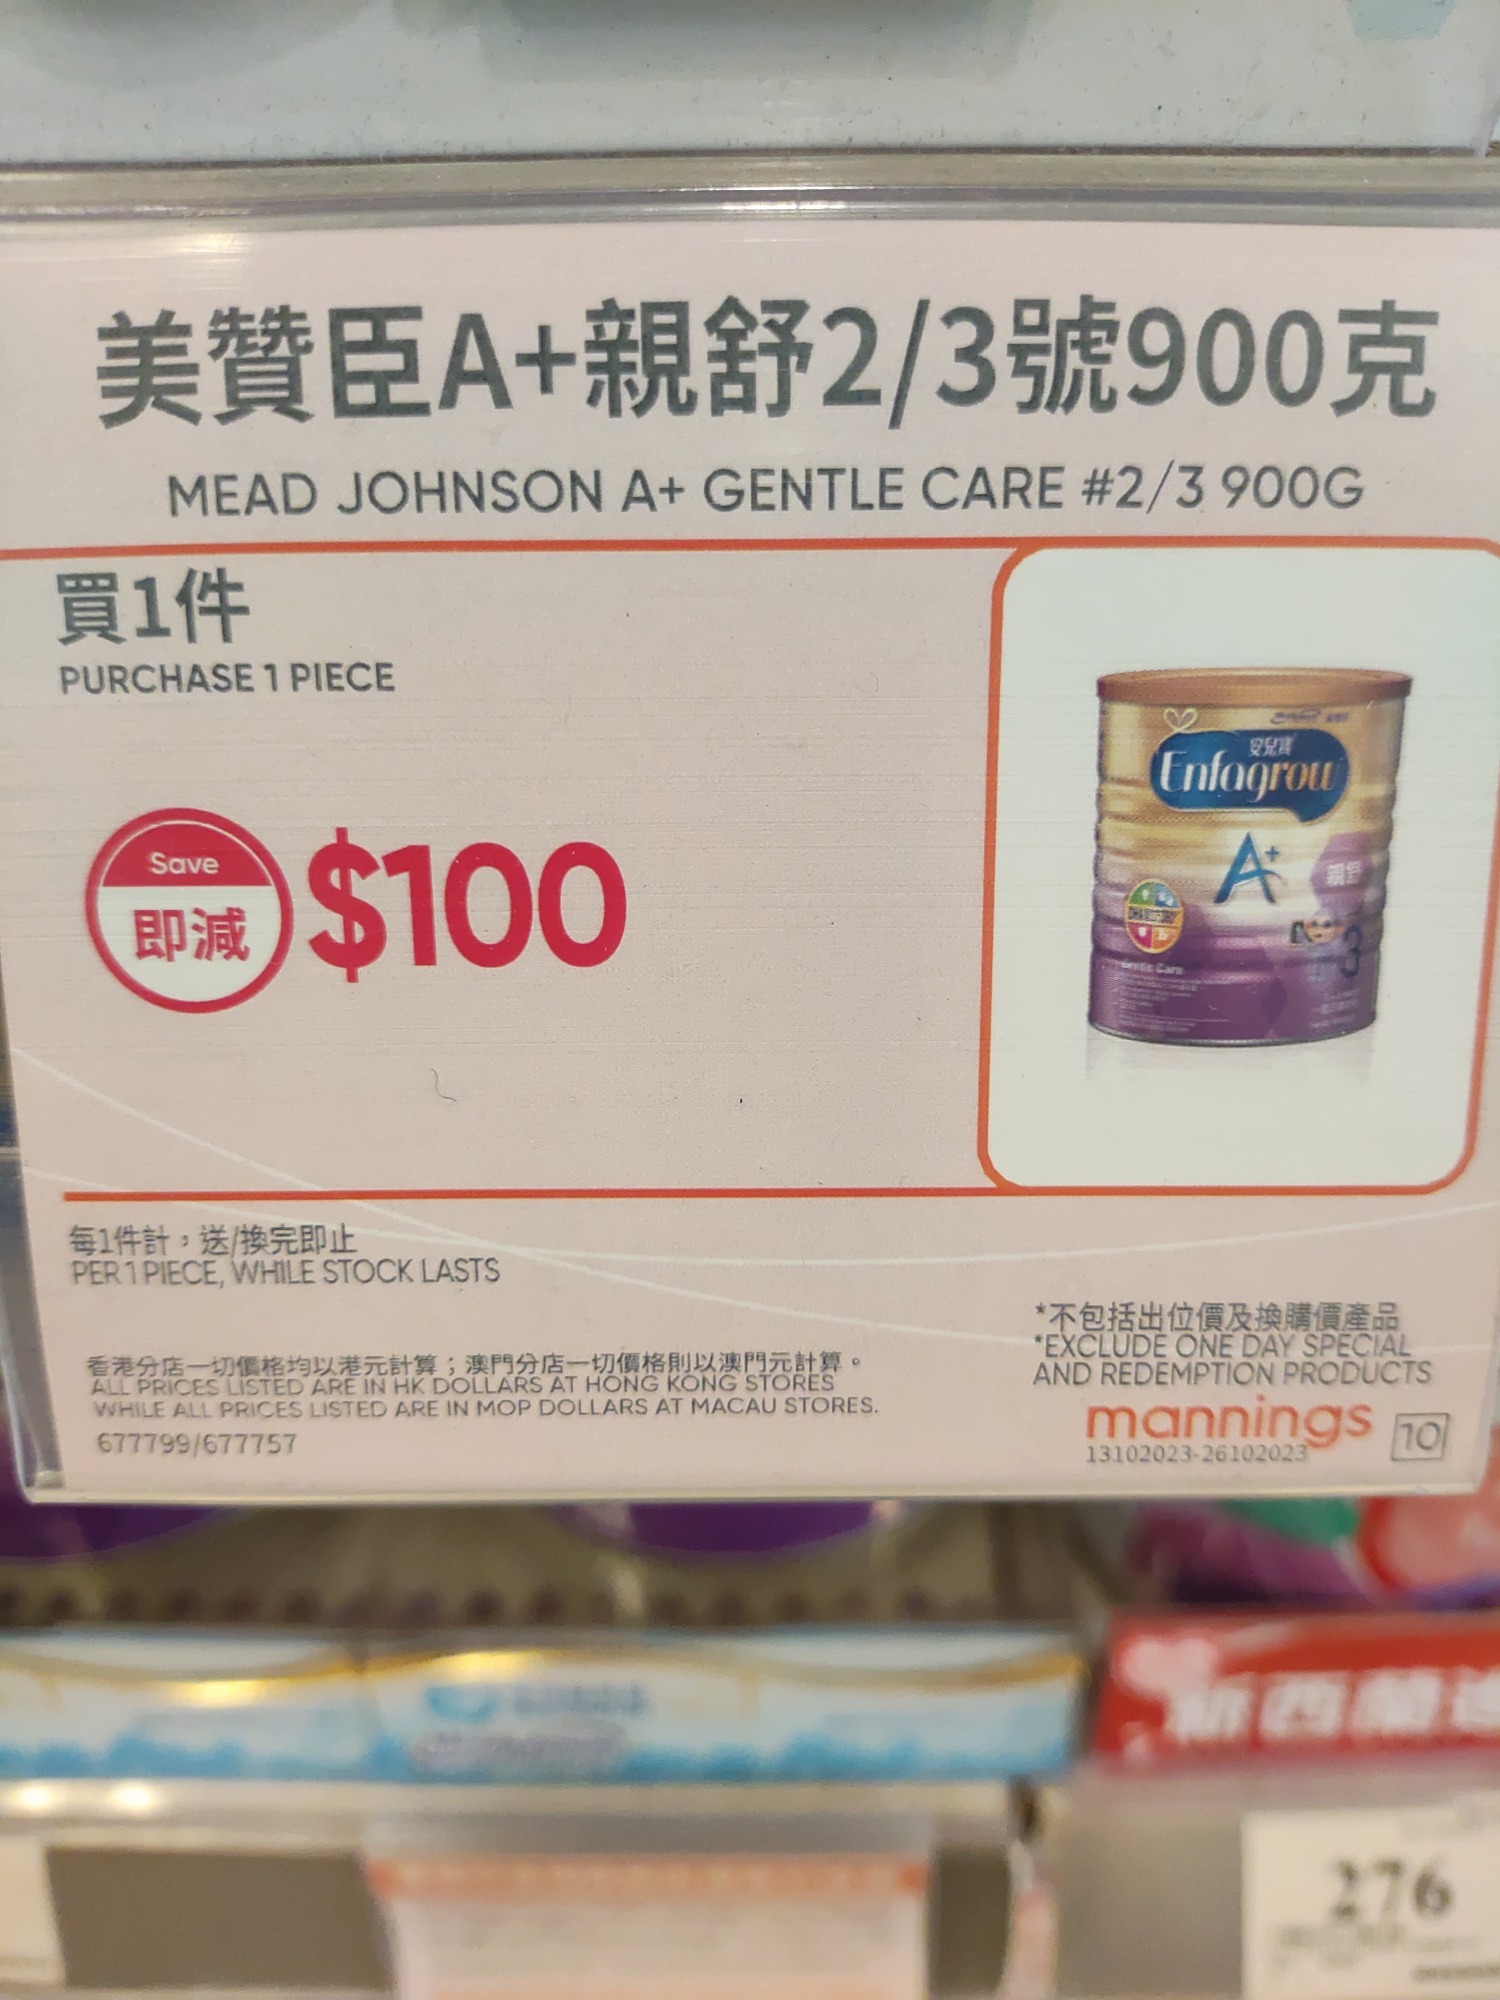 美贊臣A+親舒2/3號900克
MEAD JOHNSON A+ GENTLE CARE #2/3 900G
買1件
PURCHASE 1 PIECE
Save
即減
$100
安兒寶
Enfagrow
A+
親舒
3
Gentle Care
每1件計，送/換完即止
PER 1 PIECE, WHILE STOCK LASTS
*不包括出位價及換購價產品
*EXCLUDE ONE DAY SPECIAL
AND REDEMPTION PRODUCTS
香港分店一切價格均以港元計算；澳門分店一切價格則以澳門元計算。
ALL PRICES LISTED ARE IN HK DOLLARS AT HONG KONG STORES
WHILE ALL PRICES LISTED ARE IN MOP DOLLARS AT MACAU STORES.
677799/677757
mannings
13102023-26102023
10
新西蘭
276